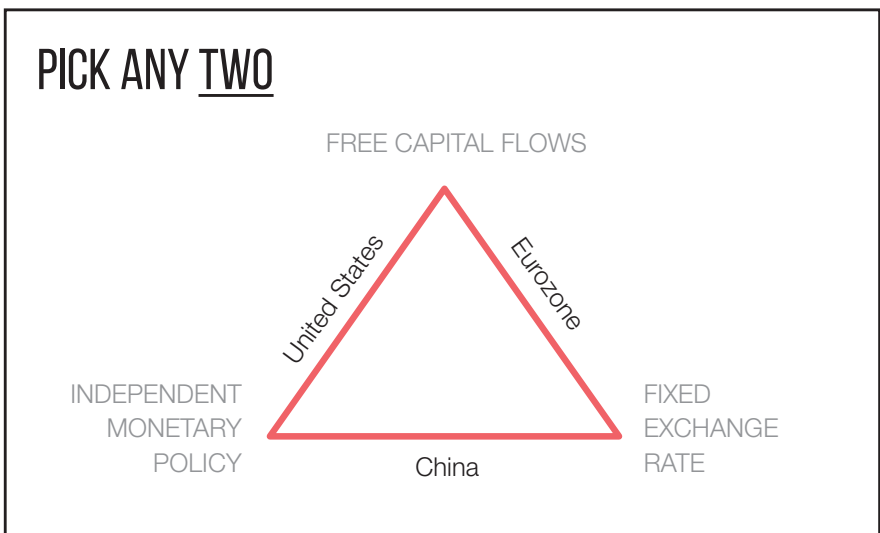 PICK ANY TWO
FREE CAPITAL FLOWS
United States
Eurozone
INDEPENDENT
MONETARY
POLICY
FIXED
EXCHANGE
RATE
China